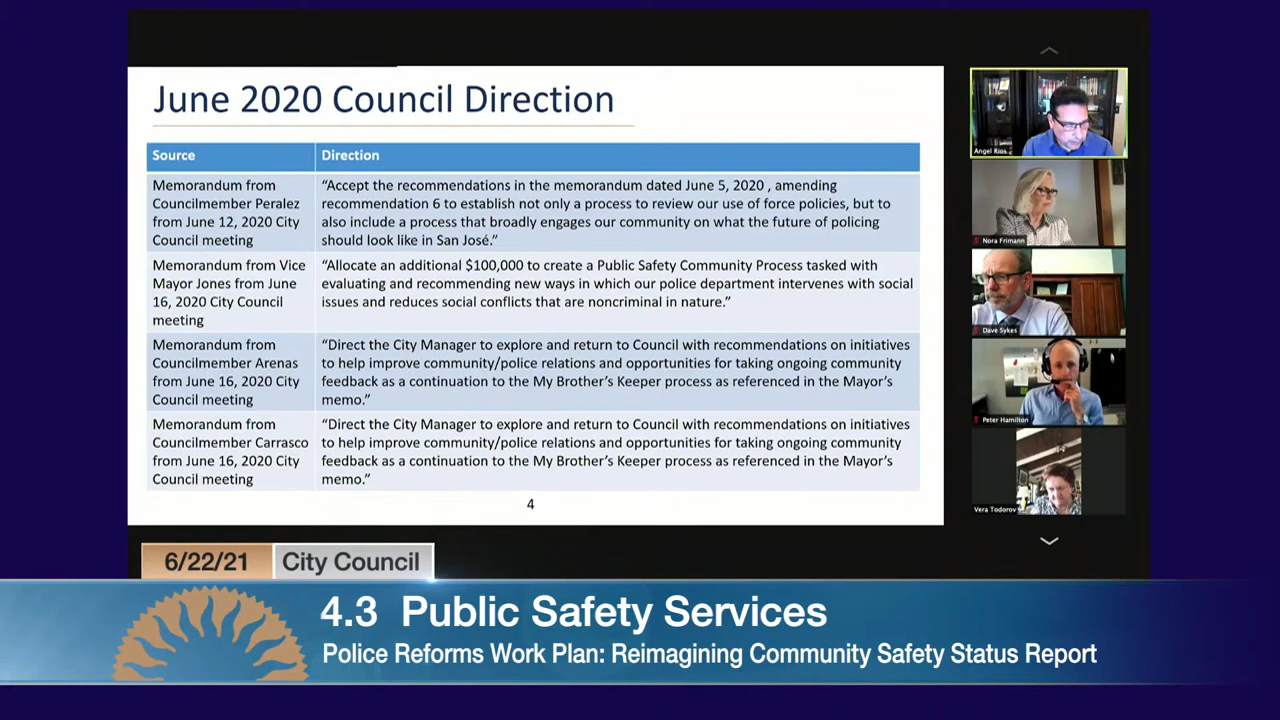 June 2020 Council Direction
Source
Direction
Memorandum from
Councilmember Peralez
from June 12, 2020 City
Council meeting
“Accept the recommendations in the memorandum dated June 5, 2020 , amending
recommendation 6 to establish not only a process to review our use of force policies, but to
also include a process that broadly engages our community on what the future of policing
should look like in San José.”
Memorandum from Vice
Mayor Jones from June
16, 2020 City Council
meeting
“Allocate an additional $100,000 to create a Public Safety Community Process tasked with
evaluating and recommending new ways in which our police department intervenes with social
issues and reduces social conflicts that are noncriminal in nature.”
Memorandum from
Councilmember Arenas
from June 16, 2020 City
Council meeting
“Direct the City Manager to explore and return to Council with recommendations on initiatives
to help improve community/police relations and opportunities for taking ongoing community
feedback as a continuation to the My Brother’s Keeper process as referenced in the Mayor’s
memo.”
Memorandum from
Councilmember Carrasco
from June 16, 2020 City
Council meeting
“Direct the City Manager to explore and return to Council with recommendations on initiatives
to help improve community/police relations and opportunities for taking ongoing community
feedback as a continuation to the My Brother’s Keeper process as referenced in the Mayor’s
memo.”
4
Angel Rios
Nora Frimann
Dave Sykes
Peter Hamilton
Vera Todorov
6/22/21
City Council
4.3 Public Safety Services
Police Reforms Work Plan: Reimagining Community Safety Status Report